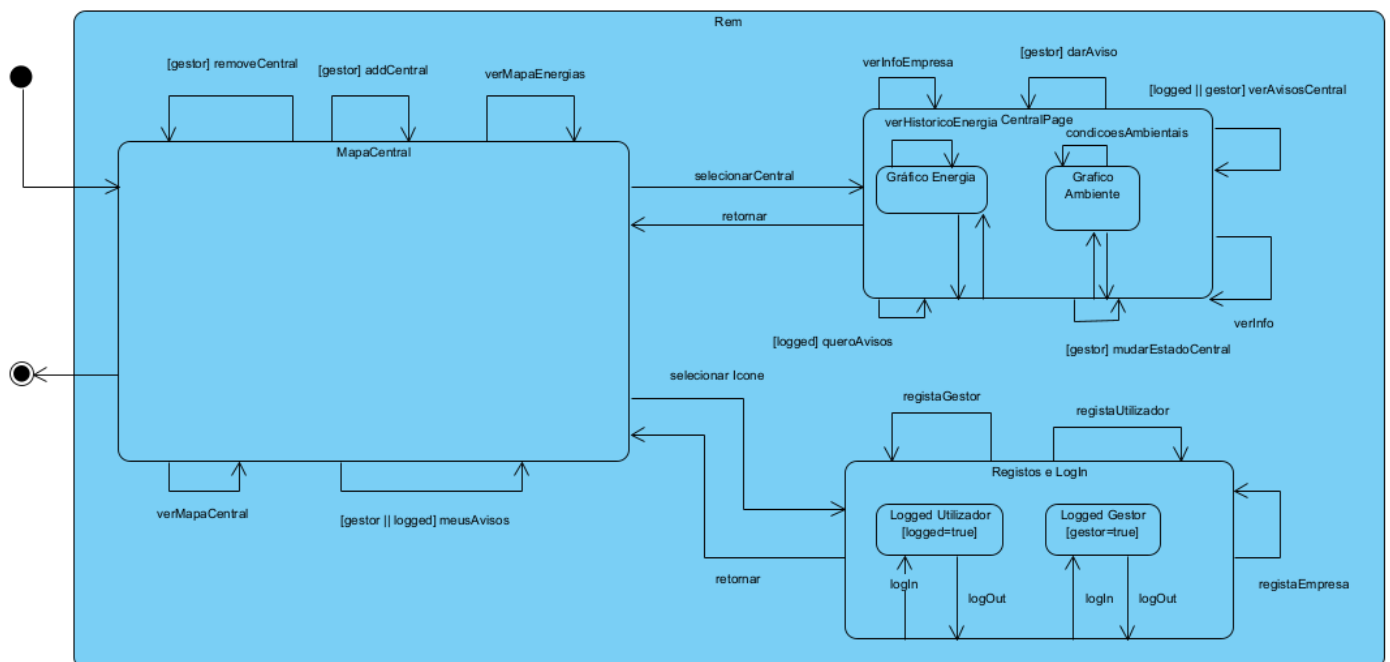 Rem
[gestor] removeCentral
[gestor] addCentral
verMapaEnergias
MapaCentral
selecionarCentral
retornar
verInfoEmpresa
[gestor] darAviso
[logged || gestor] verAvisosCentral
CentralPage
verHistoricoEnergia
condicoesAmbientais
Gráfico Energia
Grafico
Ambiente
verInfo
[logged] queroAvisos
[gestor] mudarEstadoCentral
selecionar Icone
registaGestor
registaUtilizador
Registos e LogIn
Logged Utilizador
[logged=true]
Logged Gestor
[gestor=true]
logIn
logOut
logIn
logOut
registaEmpresa
retornar
verMapaCentral
[gestor || logged] meusAvisos